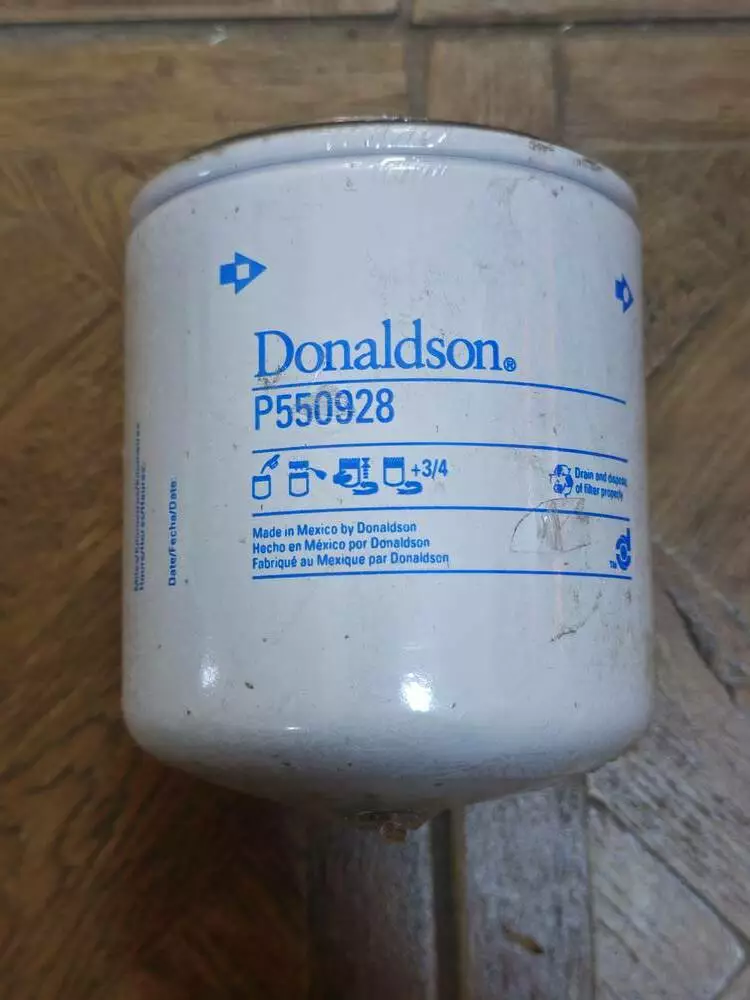 Donaldson®
P550928
+3/4
Drain and dispose
of filter properly
Made in Mexico by Donaldson
Hecho en México por Donaldson
Fabriqué au Mexique par Donaldson
TM
Date/Fecha/Date: